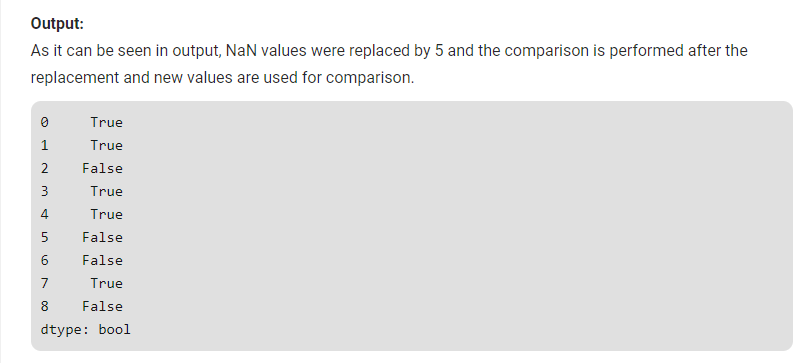 Output:
As it can be seen in output, NaN values were replaced by 5 and the comparison is performed after the
replacement and new values are used for comparison.
0     True
1     True
2    False
3     True
4     True
5    False
6    False
7     True
8    False
dtype: bool